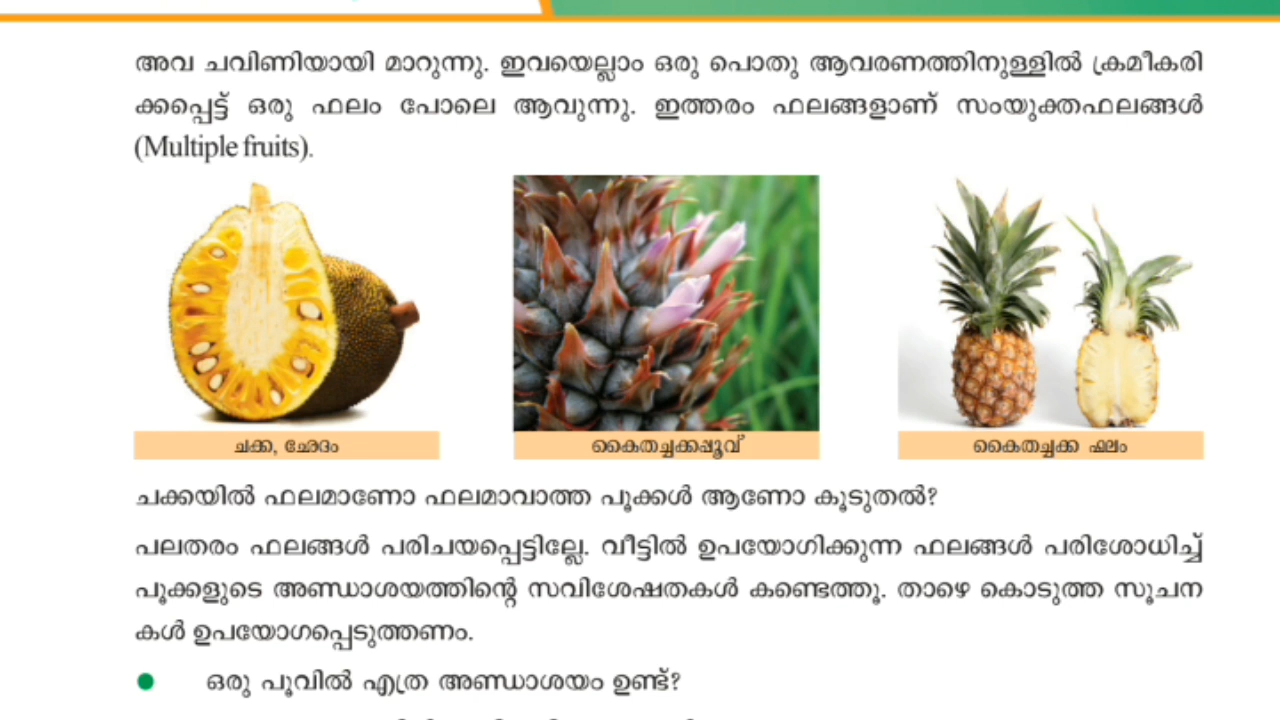 അവ ചവിണിയായി മാറുന്നു. ഇവയെല്ലാം ഒരു പൊതു ആവരണത്തിനുള്ളിൽ ക്രമീകരി
ക്കപ്പെട്ട് ഒരു ഫലം പോലെ ആവുന്നു. ഇത്തരം ഫലങ്ങളാണ് സംയുക്തഫലങ്ങൾ
(Multiple fruits).
ചക്ക, ഛേദം
കൈതച്ചക്കപ്പൂവ്
കൈതച്ചക്ക ഫലം
ചക്കയിൽ ഫലമാണോ ഫലമാവാത്ത പൂക്കൾ ആണോ കൂടുതൽ?
പലതരം ഫലങ്ങൾ പരിചയപ്പെട്ടില്ലേ. വീട്ടിൽ ഉപയോഗിക്കുന്ന ഫലങ്ങൾ പരിശോധിച്ച്
പൂക്കളുടെ അണ്ഡാശയത്തിന്റെ സവിശേഷതകൾ കണ്ടെത്തൂ. താഴെ കൊടുത്ത സൂചന
കൾ ഉപയോഗപ്പെടുത്തണം.
● ഒരു പൂവിൽ എത്ര അണ്ഡാശയം ഉണ്ട്?